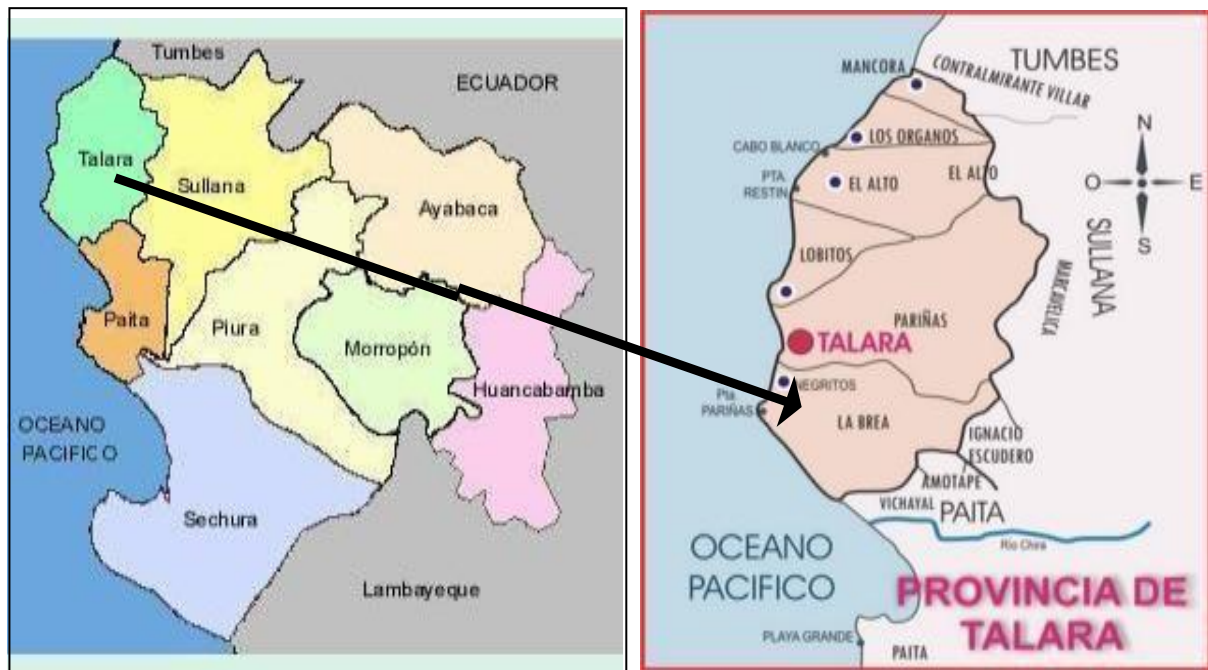 Tumbes
ECUADOR
Talara
Sullana
Ayabaca
Paita
Piura
Morropón
Huancabamba
OCEANO
PACIFICO
Sechura
Lambayeque
TUMBES
MANCORA
CONTRALMIRANTE VILLAR
LOS ORGANOS
CABO BLANCO
EL ALTO
PTA.
RESTIN
EL ALTO
N
O
E
S
SULLANA
LOBITOS
MARCAVELICA
PARIÑAS
TALARA
NEGRITOS
Pta.
PARIÑAS
LA BREA
IGNACIO
ESCUDERO
AMOTAPE
VICHAYAL
PAITA
Río Chira
OCEANO
PACIFICO
PROVINCIA DE
TALARA
PLAYA GRANDE
PAITA